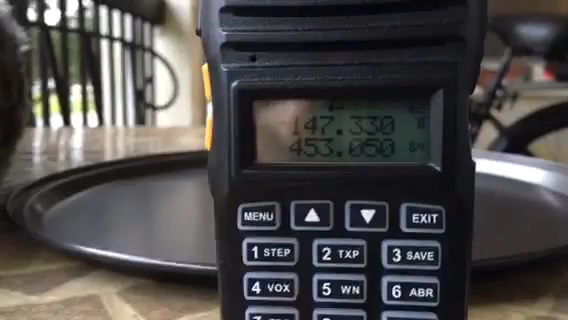 147.330
453.050
MENU ▲ ▼ EXIT
1 STEP 2 TXP 3 SAVE
4 VOX 5 WN 6 ABR